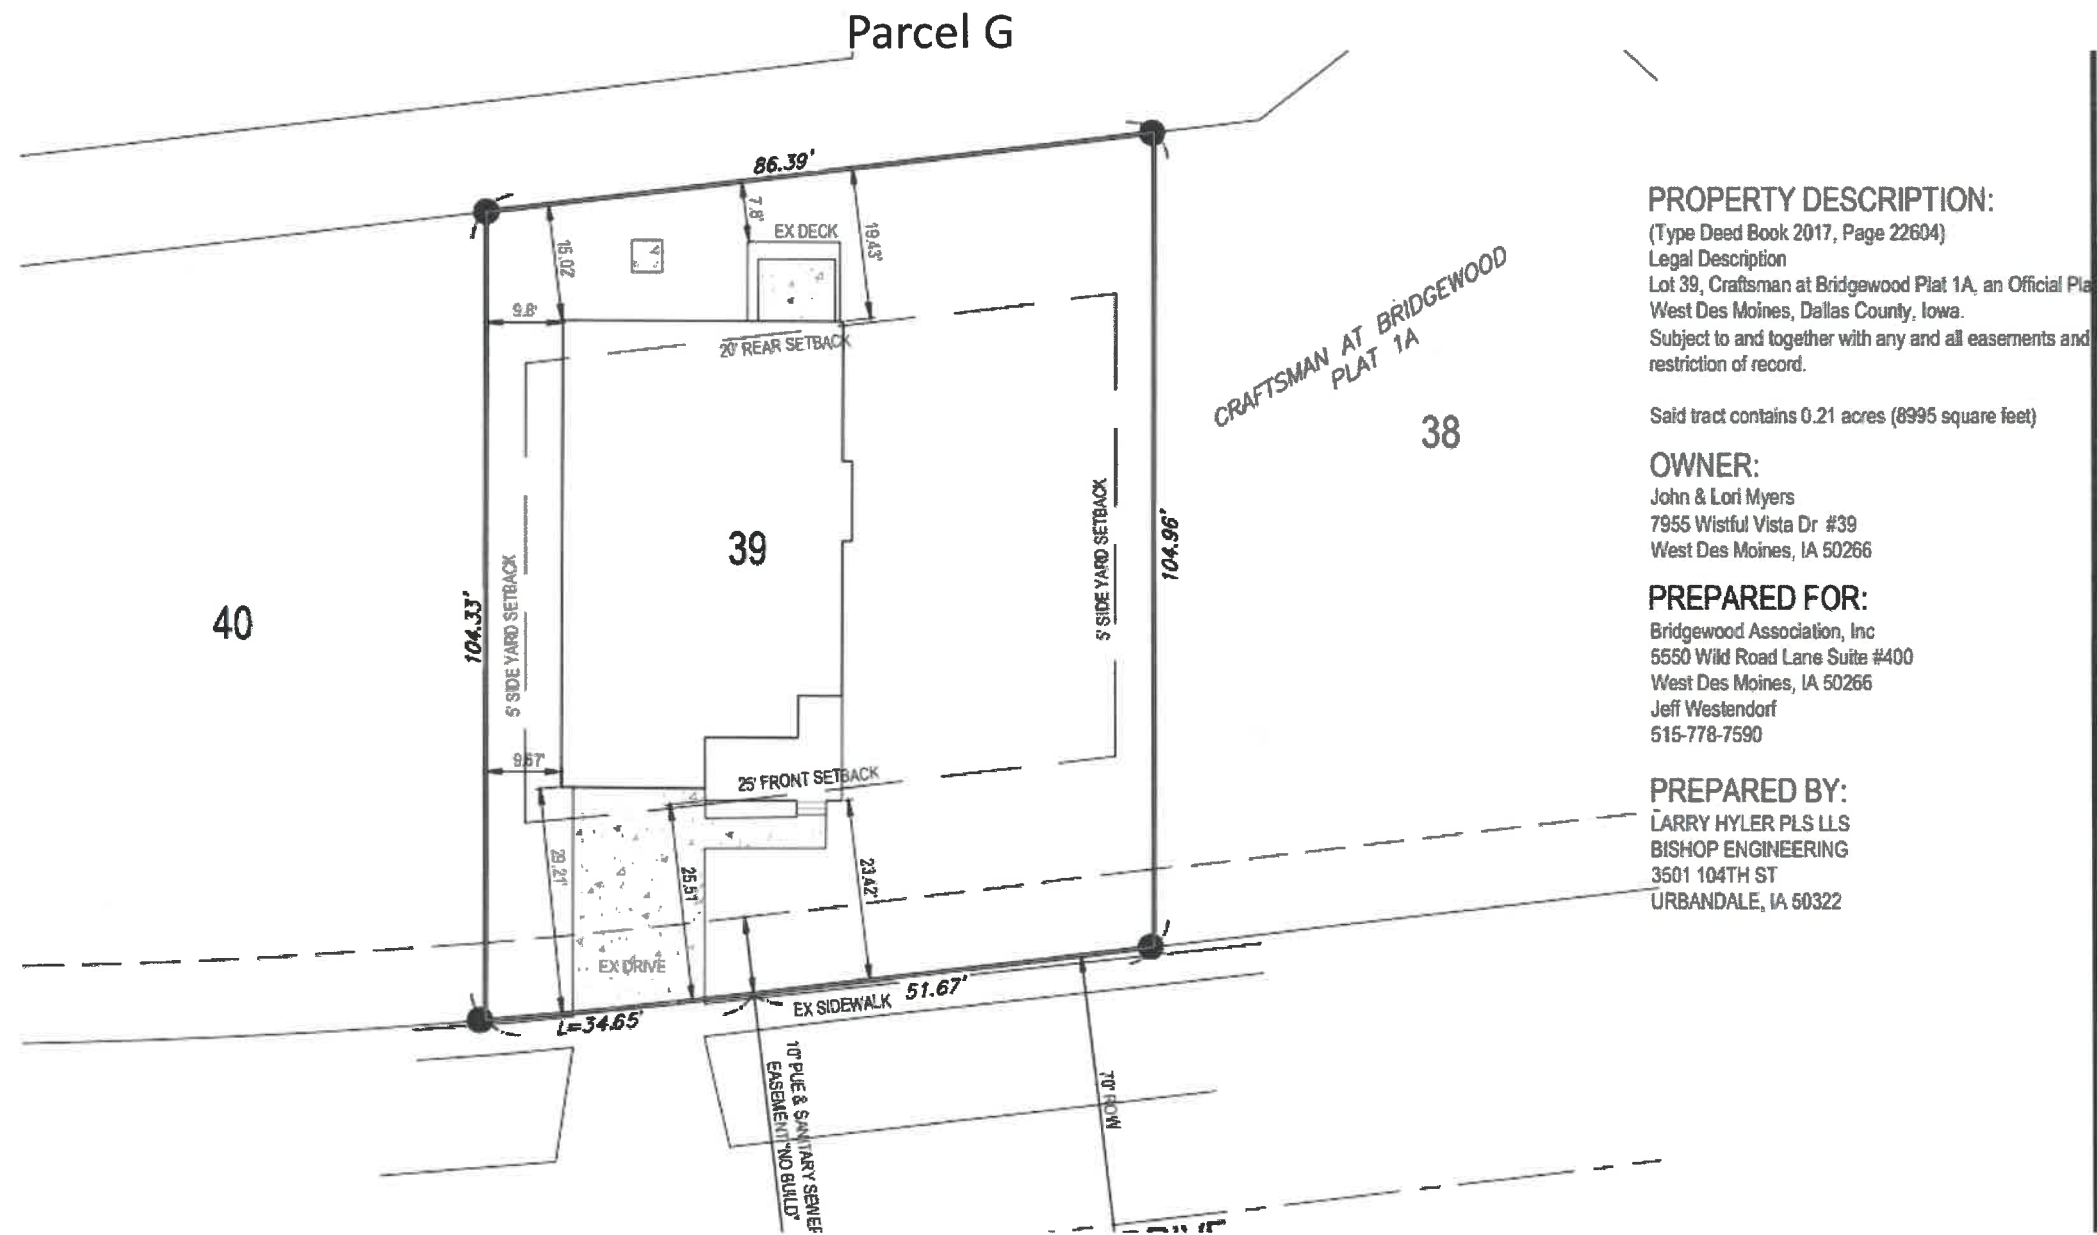 Parcel G
86.39'
7.8'
EX DECK
19.43'
15.02'
9.8'
20' REAR SETBACK
CRAFTSMAN AT BRIDGEWOOD
PLAT 1A
38
39
40
5' SIDE YARD SETBACK
104.33'
5' SIDE YARD SETBACK
104.96'
9.67'
25' FRONT SETBACK
29.21'
25.51'
23.42'
EX DRIVE
L=34.65'
EX SIDEWALK
51.67'
10' PUE & SANITARY SEWER
EASEMENT "NO BUILD"
70' ROW
PROPERTY DESCRIPTION:
(Type Deed Book 2017, Page 22604)
Legal Description
Lot 39, Craftsman at Bridgewood Plat 1A, an Official Pla
West Des Moines, Dallas County, Iowa.
Subject to and together with any and all easements and
restriction of record.
Said tract contains 0.21 acres (8995 square feet)
OWNER:
John & Lori Myers
7955 Wistful Vista Dr #39
West Des Moines, IA 50266
PREPARED FOR:
Bridgewood Association, Inc
5550 Wild Road Lane Suite #400
West Des Moines, IA 50266
Jeff Westendorf
515-778-7590
PREPARED BY:
LARRY HYLER PLS LLS
BISHOP ENGINEERING
3501 104TH ST
URBANDALE, IA 50322